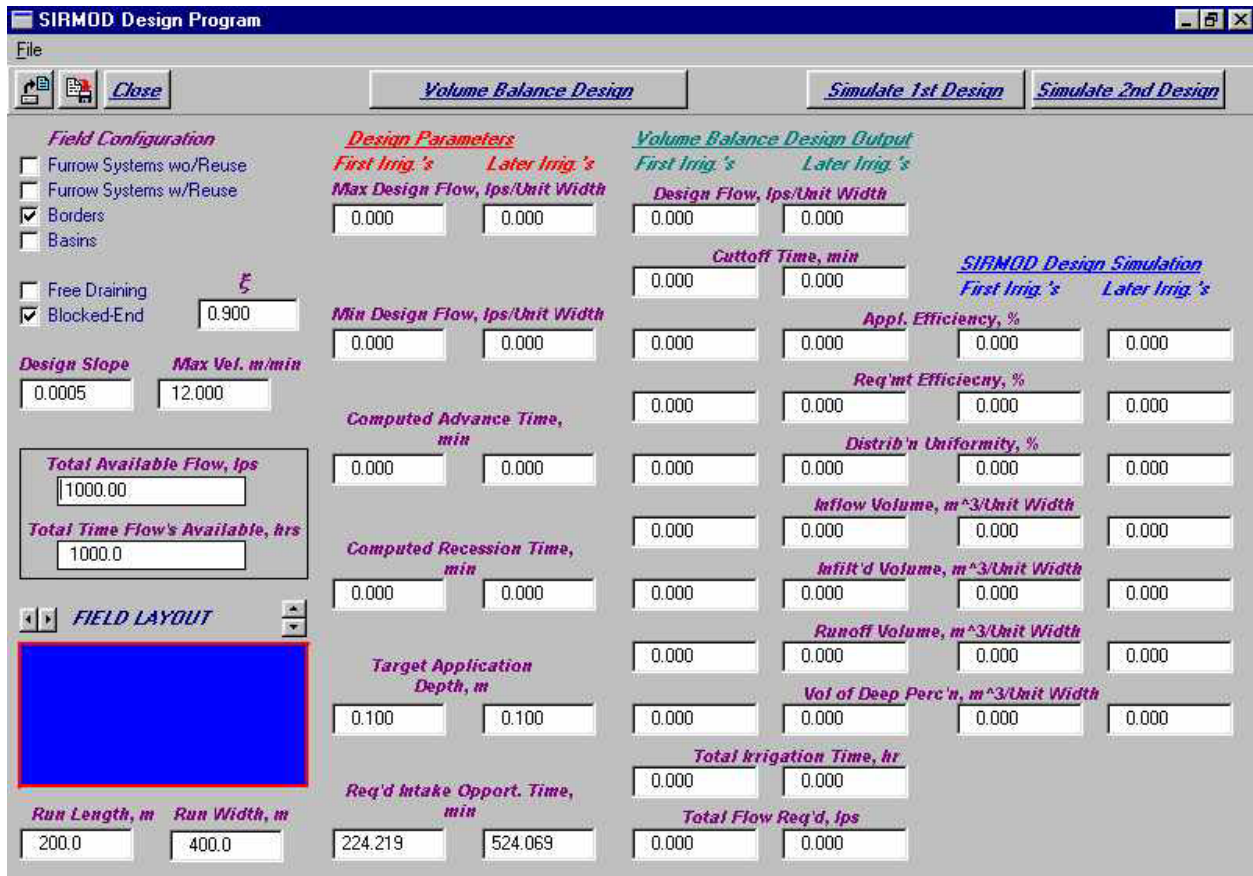 SIRMOD Design Program
File
Close
Volume Balance Design
Simulate 1st Design
Simulate 2nd Design
Field Configuration
Furrow Systems wo/Reuse
Furrow Systems w/Reuse
Borders
Basins
Free Draining
Blocked-End
ξ
0.900
Design Slope
Max Vel. m/min
0.0005
12.000
Total Available Flow, lps
1000.00
Total Time Flow's Available, hrs
1000.0
FIELD LAYOUT
Run Length, m
Run Width, m
200.0
400.0
Design Parameters
First Irrig.'s
Later Irrig.'s
Max Design Flow, lps/Unit Width
0.000
0.000
Min Design Flow, lps/Unit Width
0.000
0.000
Computed Advance Time,
min
0.000
0.000
Computed Recession Time,
min
0.000
0.000
Target Application
Depth, m
0.100
0.100
Req'd Intake Opport. Time,
min
224.219
524.069
Volume Balance Design Output
First Irrig.'s
Later Irrig.'s
Design Flow, lps/Unit Width
0.000
0.000
Cuttoff Time, min
0.000
0.000
SIRMOD Design Simulation
First Irrig.'s
Later Irrig.'s
Appl. Efficiency, %
0.000
0.000
0.000
0.000
Req'mt Efficiecny, %
0.000
0.000
0.000
0.000
Distrib'n Uniformity, %
0.000
0.000
0.000
0.000
Inflow Volume, m^3/Unit Width
0.000
0.000
0.000
0.000
Infilt'd Volume, m^3/Unit Width
0.000
0.000
0.000
0.000
Runoff Volume, m^3/Unit Width
0.000
0.000
0.000
0.000
Vol of Deep Perc'n, m^3/Unit Width
0.000
0.000
0.000
0.000
Total Irrigation Time, hr
0.000
0.000
Total Flow Req'd, lps
0.000
0.000